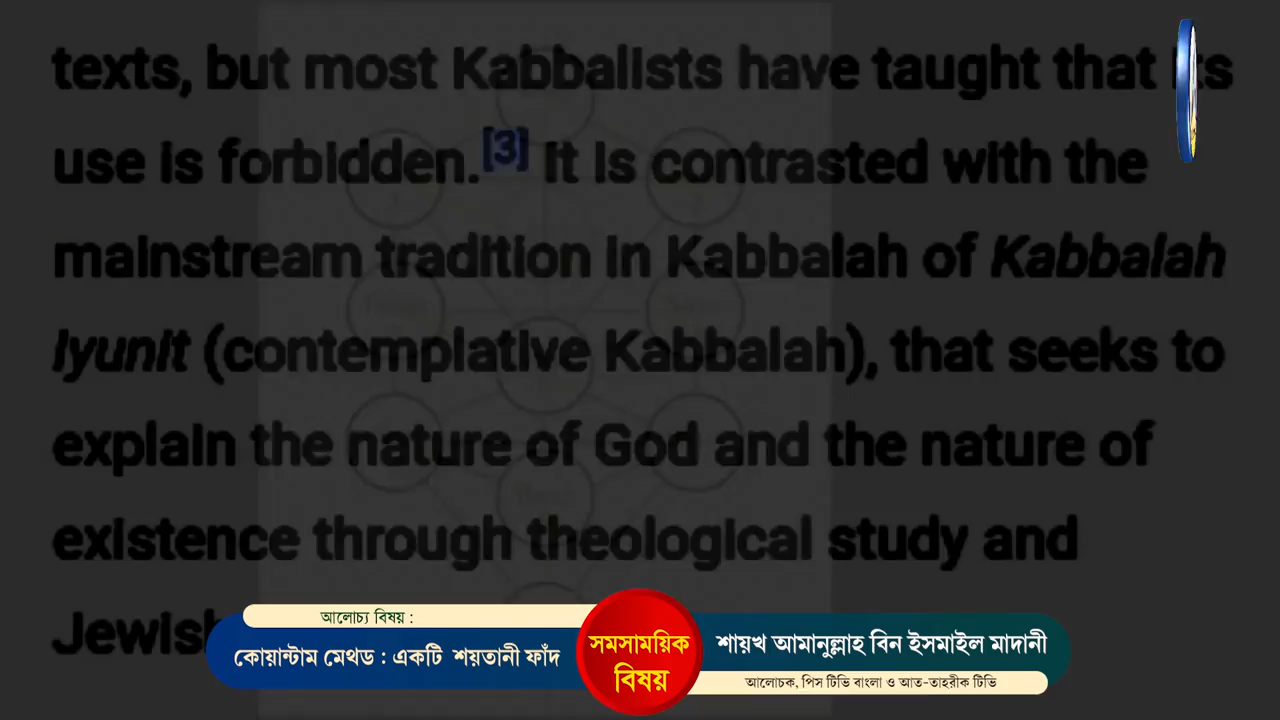 texts, but most Kabbalists have taught that its
use is forbidden.[3] It is contrasted with the
mainstream tradition in Kabbalah of Kabbalah
Iyunit (contemplative Kabbalah), that seeks to
explain the nature of God and the nature of
existence through theological study and
Jewish
আলোচ্য বিষয় :
কোয়ান্টাম মেথড : একটি শয়তানী ফাঁদ
সমসাময়িক
বিষয়
শায়খ আমানুল্লাহ বিন ইসমাইল মাদানী
আলোচক, পিস টিভি বাংলা ও আত-তাহরীক টিভি